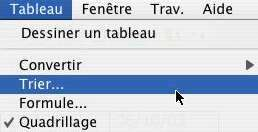 Tableau Fenêtre Trav. Aide
Dessiner un tableau
Convertir
Trier...
Formule...
Quadrillage